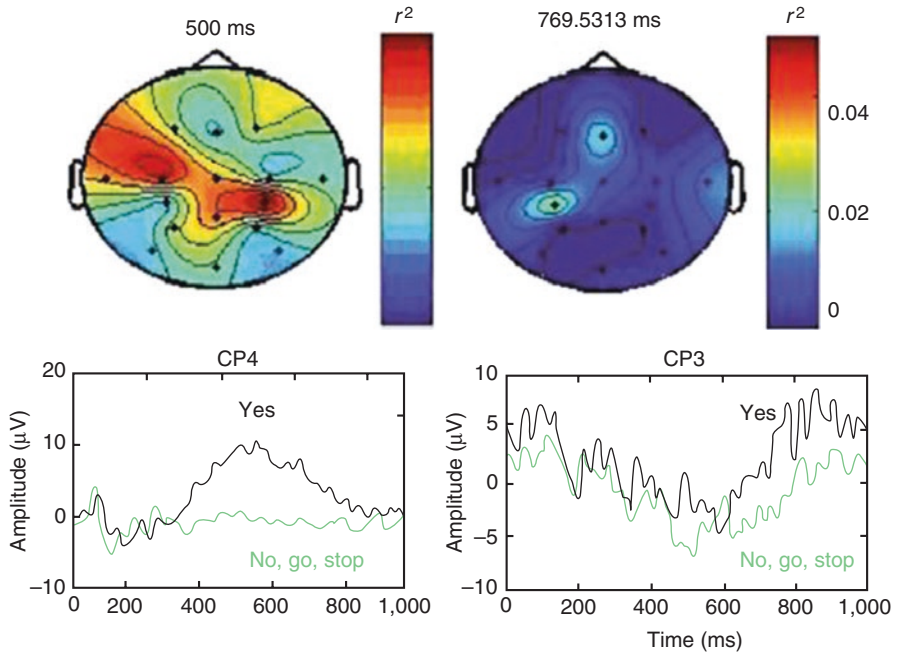 500 ms
r²
769.5313 ms
r²
0.04
0.02
0
CP4
20
10
0
−10
Amplitude (μV)
Yes
No, go, stop
0 200 400 600 800 1,000
CP3
10
5
0
−5
−10
Amplitude (μV)
Yes
No, go, stop
0 200 400 600 800 1,000
Time (ms)